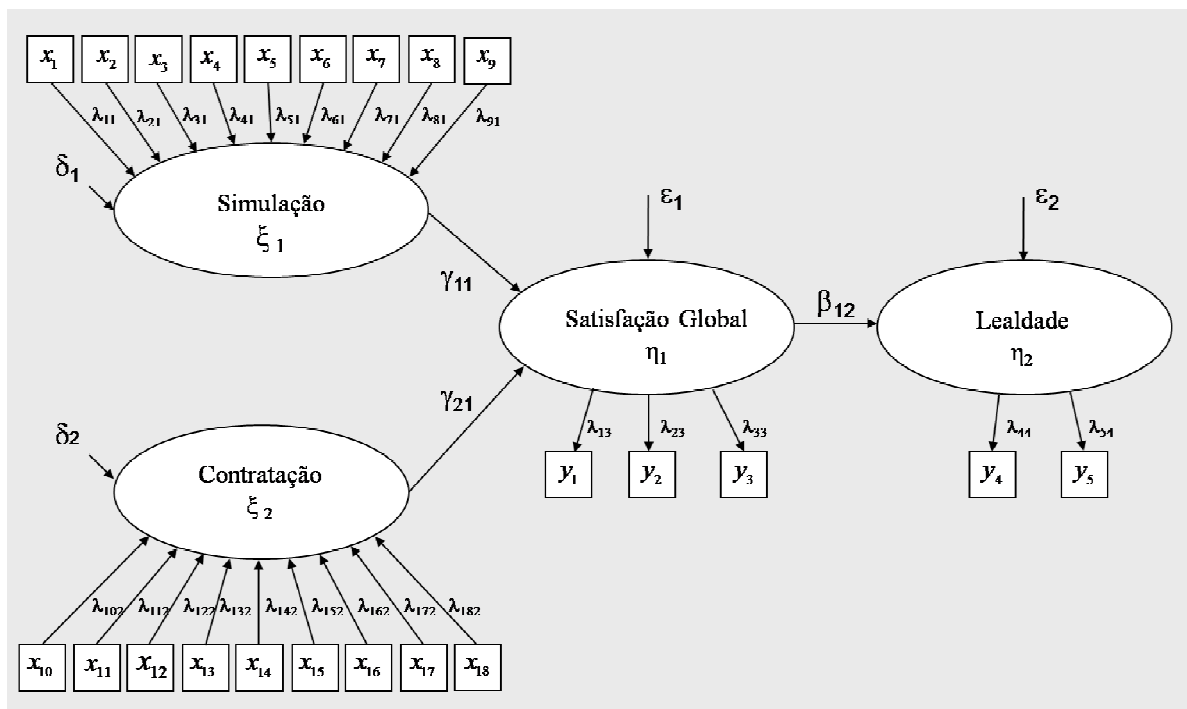 x1 x2 x3 x4 x5 x6 x7 x8 x9
λ11 λ21 λ31 λ41 λ51 λ61 λ71 λ81 λ91
δ1
Simulação
ξ 1
ε1
ε2
γ11
Satisfação Global
η1
β12
Lealdade
η2
γ21
λ13 λ23 λ33
λ44 λ54
y1 y2 y3
y4 y5
δ2
Contratação
ξ 2
λ102 λ112 λ122 λ132 λ142 λ152 λ162 λ172 λ182
x10 x11 x12 x13 x14 x15 x16 x17 x18